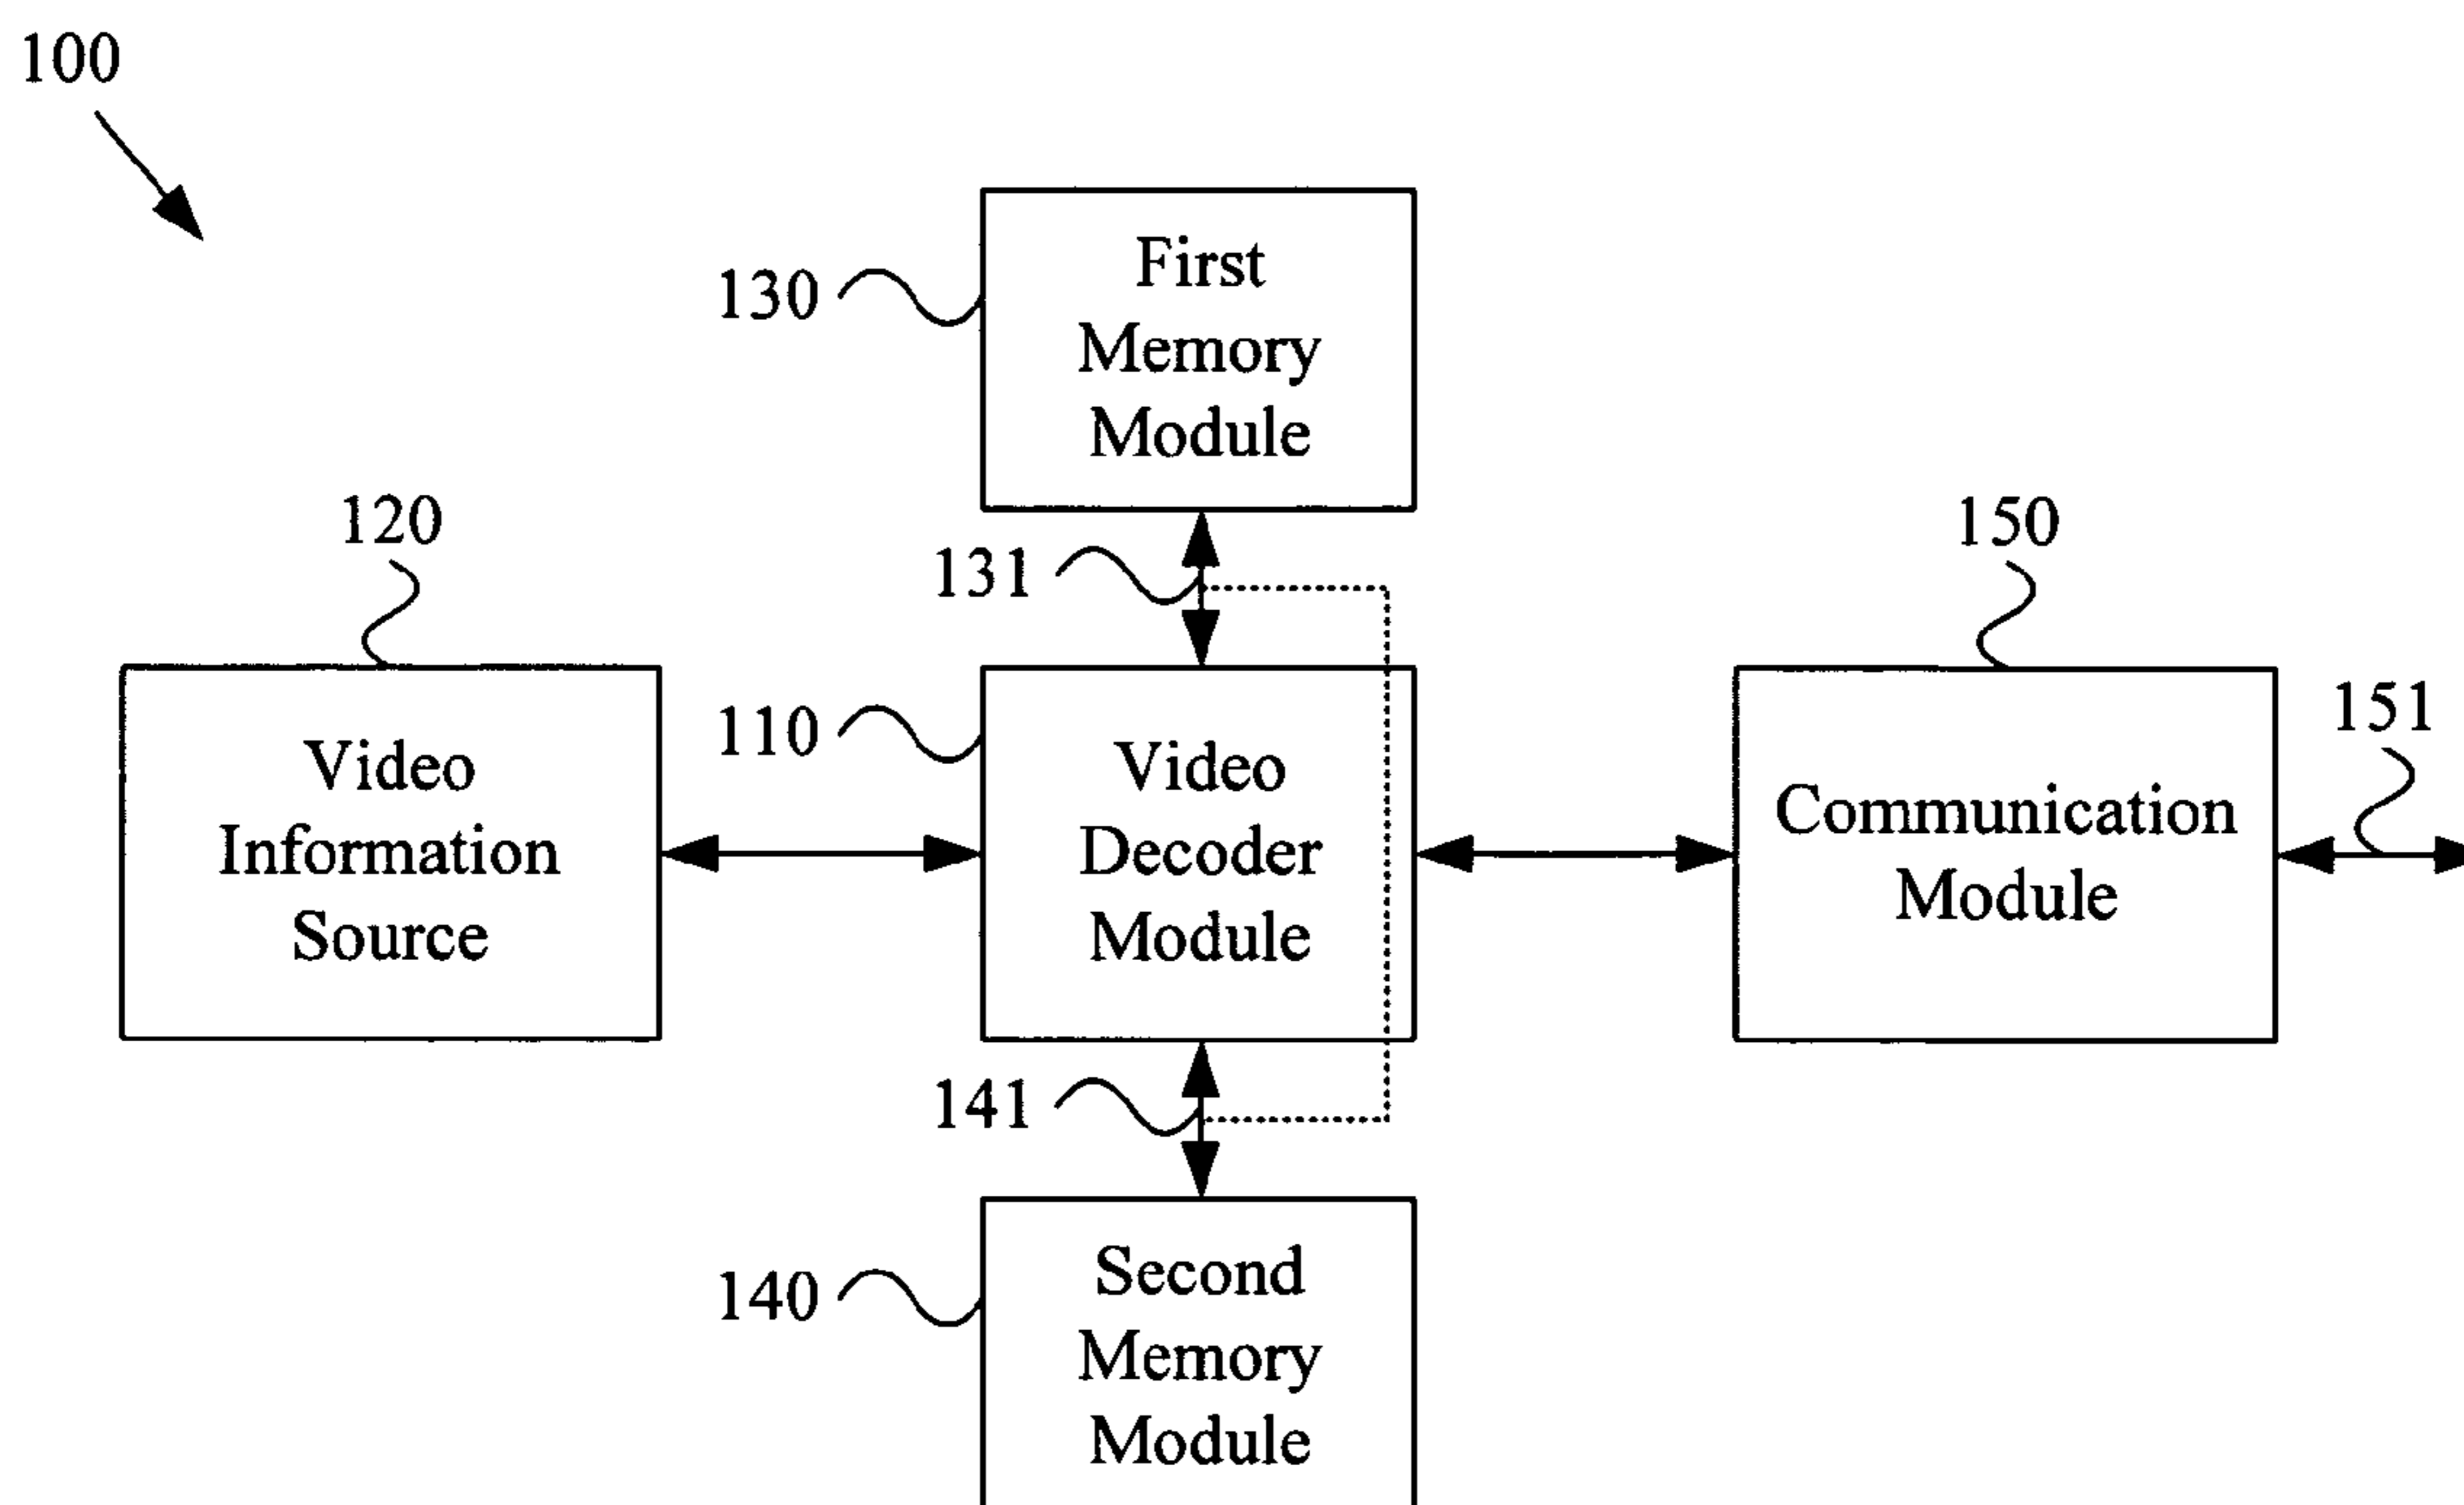 100
130
First
Memory
Module
131
120
150
151
110
Video
Information
Source
Video
Decoder
Module
Communication
Module
141
140
Second
Memory
Module